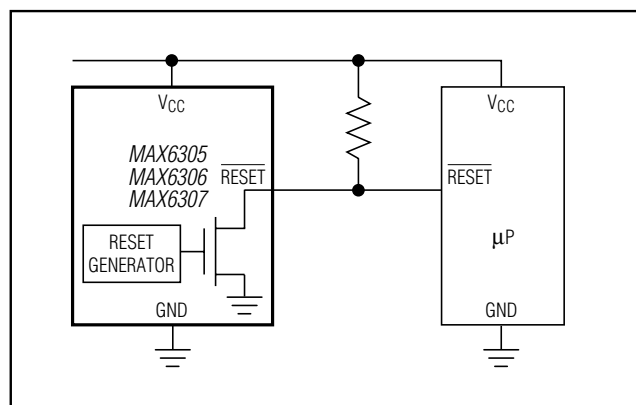 VCC
VCC
MAX6305
MAX6306
MAX6307
RESET
RESET
RESET
GENERATOR
μP
GND
GND